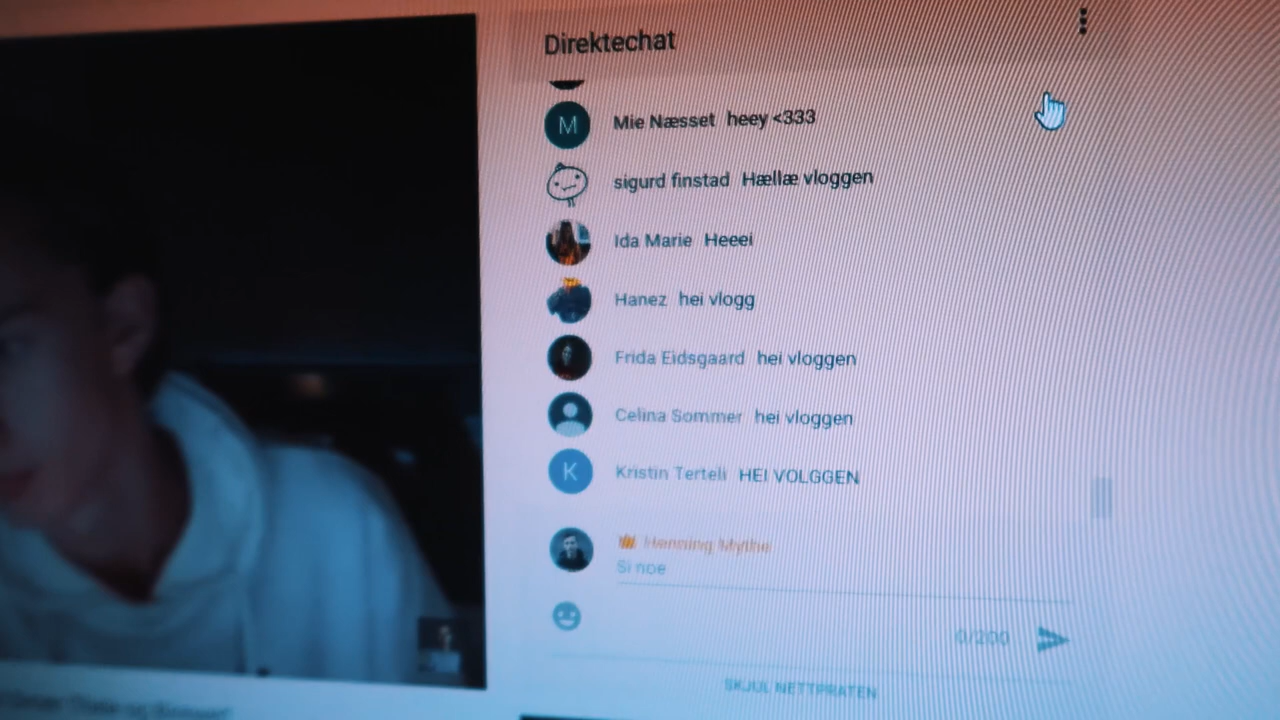 Direktechat
M Mie Næsset heey <333
sigurd finstad Hællæ vloggen
Ida Marie Heeei
Hanez hei vlogg
Frida Eidsgaard hei vloggen
Celina Sommer hei vloggen
K Kristin Terteli HEI VOLGGEN
Henning Mythe
Si noe
0/200
SKJUL NETTPRATEN